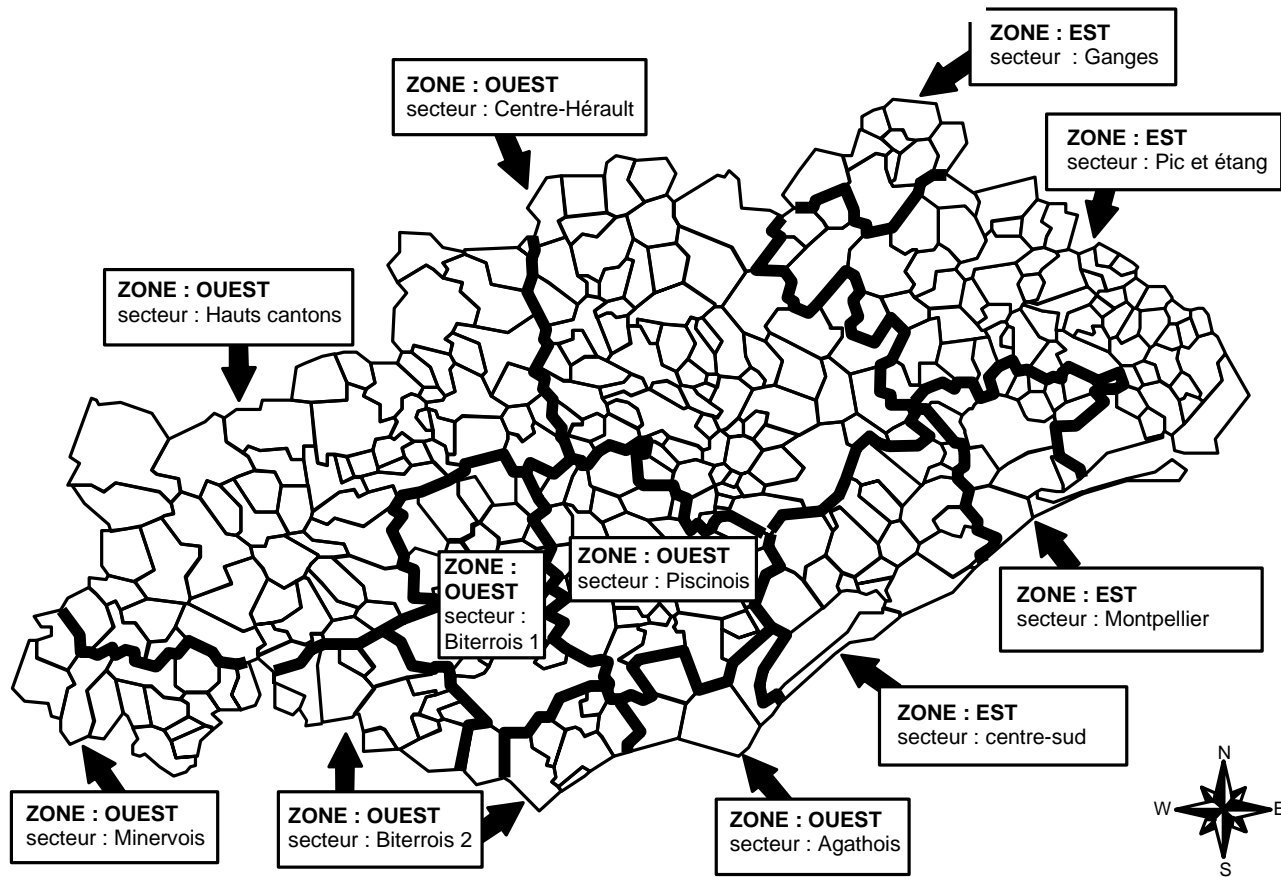 ZONE : EST
secteur  : Ganges
ZONE : OUEST
secteur : Centre-Hérault
ZONE : EST
secteur : Pic et étang
ZONE : OUEST
secteur : Hauts cantons
ZONE :
OUEST
secteur :
Biterrois 1
ZONE : OUEST
secteur : Piscinois
ZONE : EST
secteur : Montpellier
ZONE : EST
secteur : centre-sud
ZONE : OUEST
secteur : Minervois
ZONE : OUEST
secteur : Biterrois 2
ZONE : OUEST
secteur : Agathois
N
W
E
S